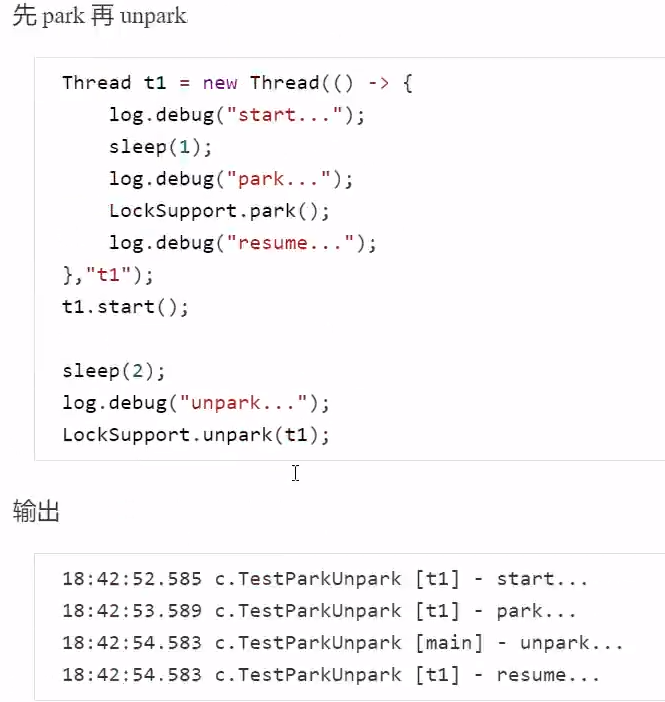 先 park 再 unpark
Thread t1 = new Thread(() -> {
    log.debug("start...");
    sleep(1);
    log.debug("park...");
    LockSupport.park();
    log.debug("resume...");
},"t1");
t1.start();

sleep(2);
log.debug("unpark...");
LockSupport.unpark(t1);
输出
18:42:52.585 c.TestParkUnpark [t1] - start...
18:42:53.589 c.TestParkUnpark [t1] - park...
18:42:54.583 c.TestParkUnpark [main] - unpark...
18:42:54.583 c.TestParkUnpark [t1] - resume...